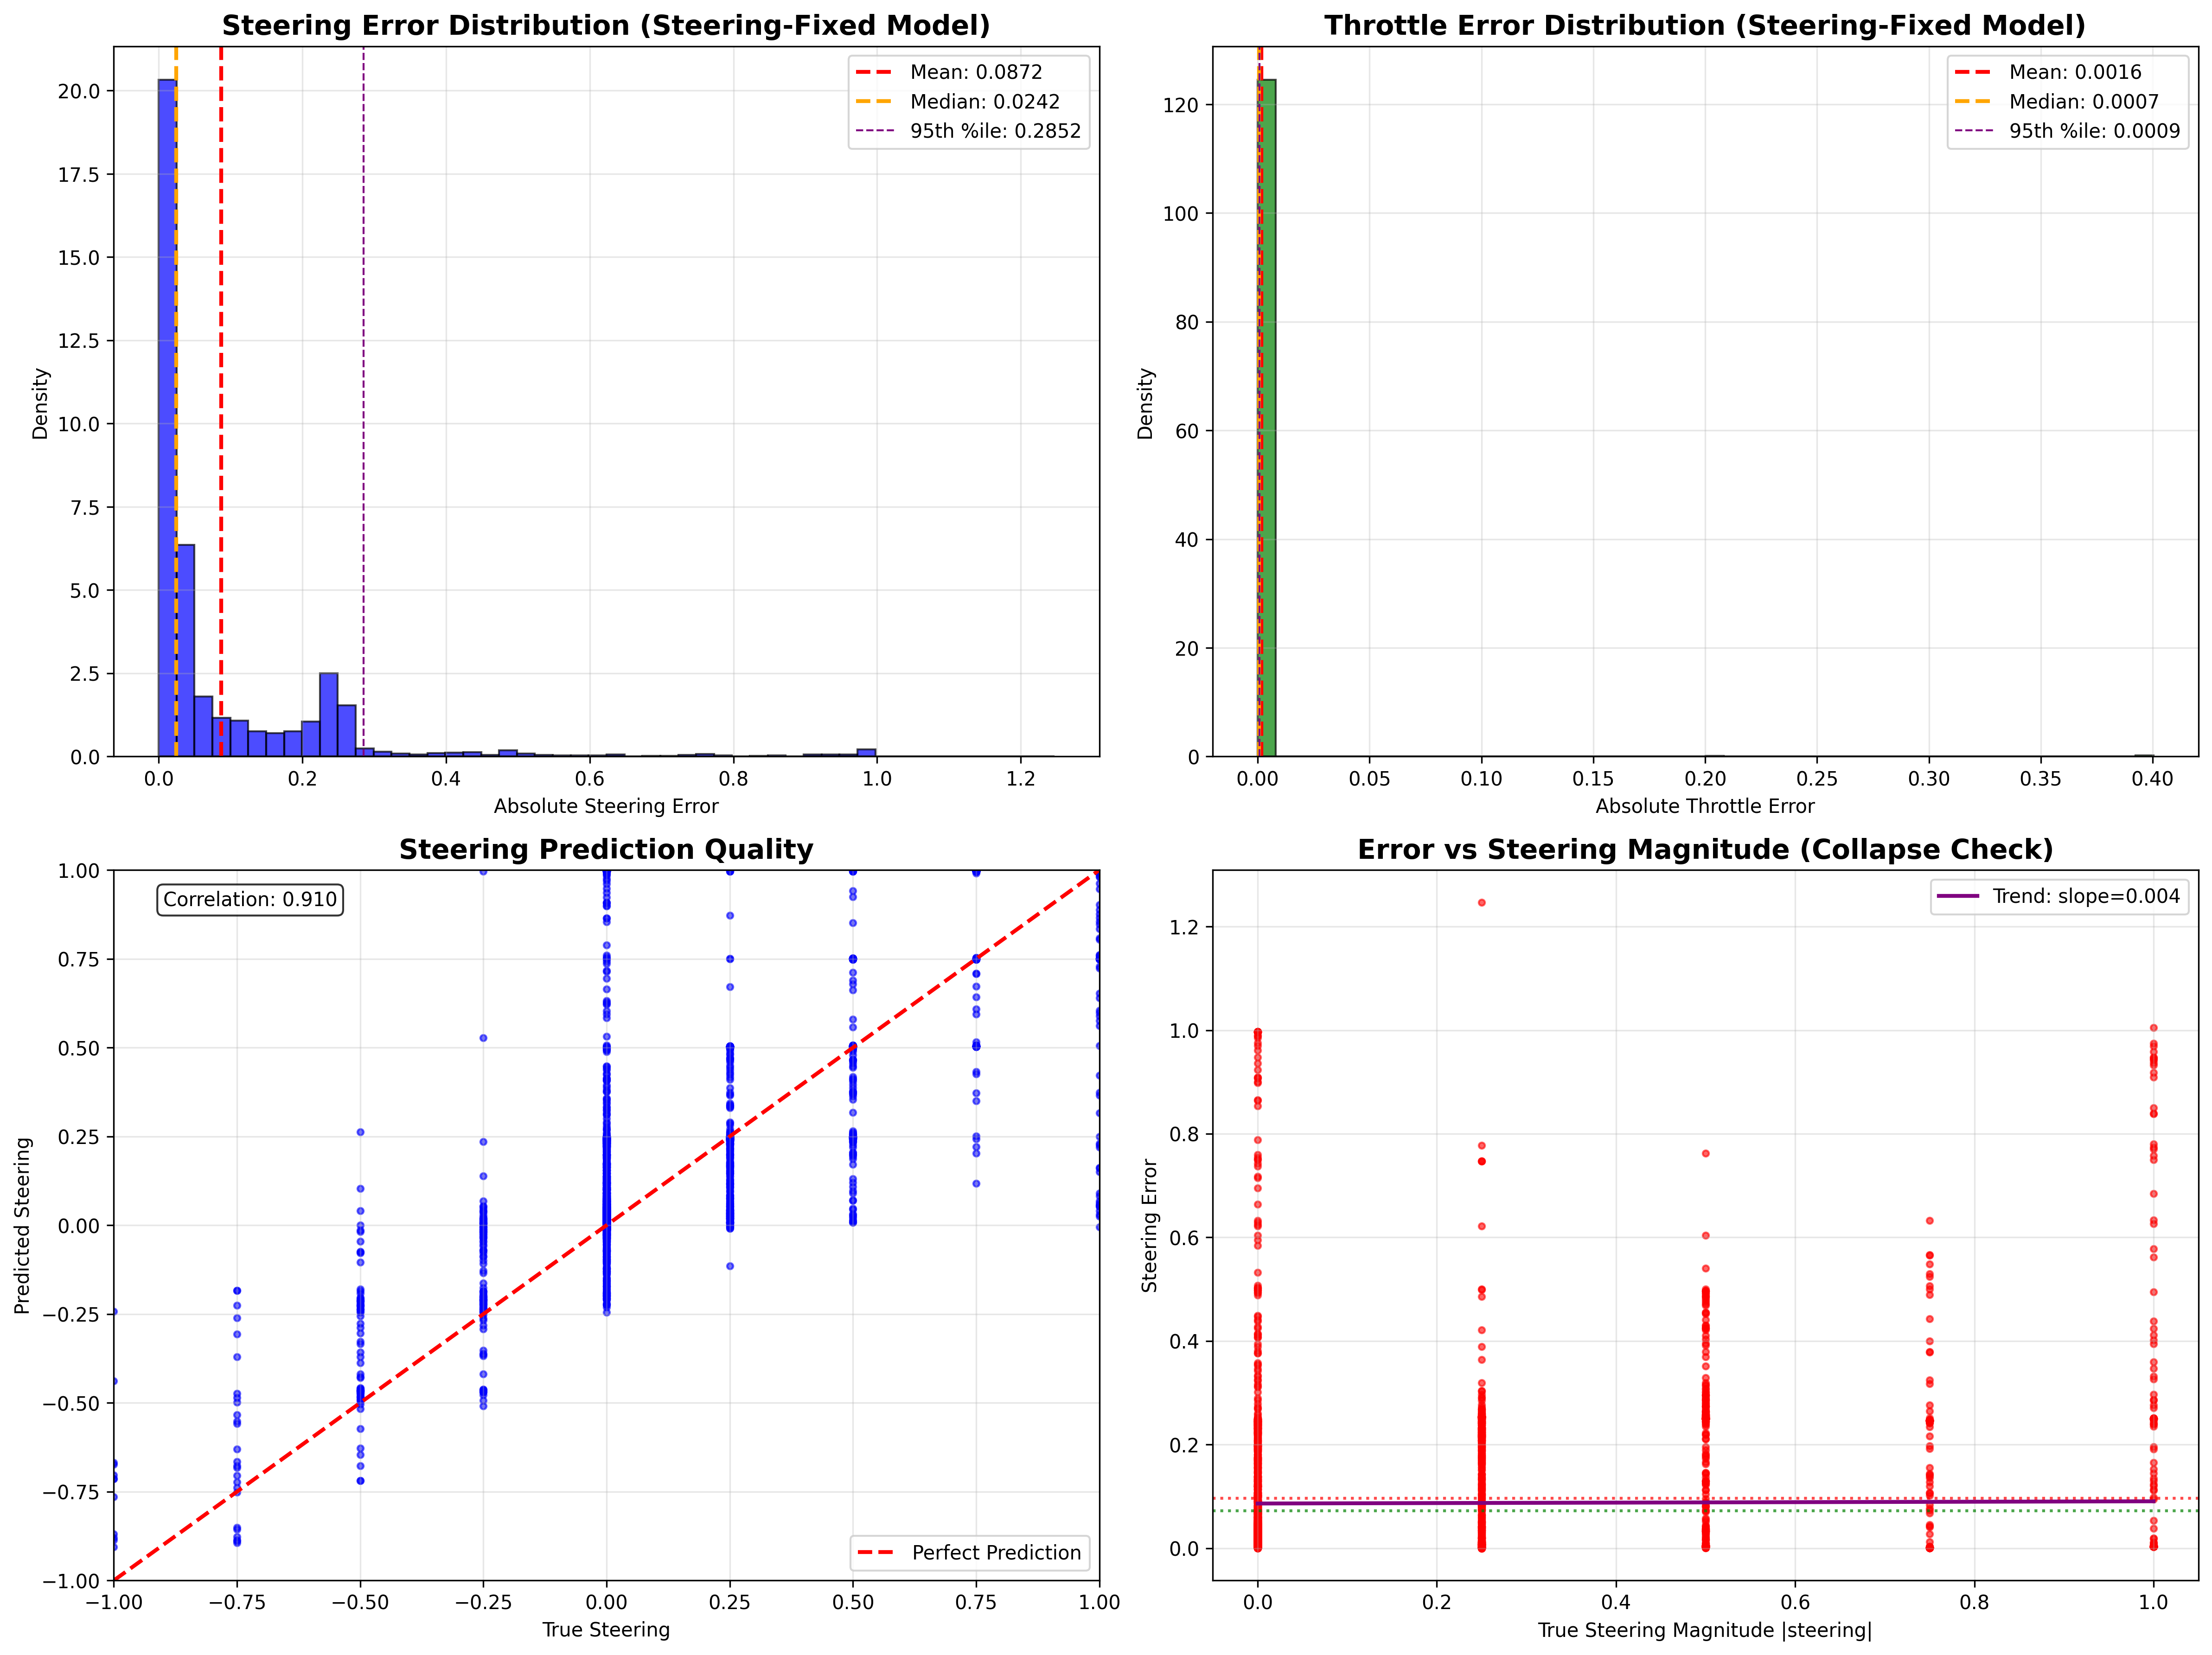 Steering Error Distribution (Steering-Fixed Model)
Mean: 0.0872
Median: 0.0242
95th %ile: 0.2852
20.0
17.5
15.0
12.5
10.0
7.5
5.0
2.5
0.0
Density
0.0 0.2 0.4 0.6 0.8 1.0 1.2
Absolute Steering Error
Throttle Error Distribution (Steering-Fixed Model)
Mean: 0.0016
Median: 0.0007
95th %ile: 0.0009
120
100
80
60
40
20
0
Density
0.00 0.05 0.10 0.15 0.20 0.25 0.30 0.35 0.40
Absolute Throttle Error
Steering Prediction Quality
Correlation: 0.910
1.00
0.75
0.50
0.25
0.00
−0.25
−0.50
−0.75
−1.00
Predicted Steering
Perfect Prediction
−1.00 −0.75 −0.50 −0.25 0.00 0.25 0.50 0.75 1.00
True Steering
Error vs Steering Magnitude (Collapse Check)
Trend: slope=0.004
1.2
1.0
0.8
0.6
0.4
0.2
0.0
Steering Error
0.0 0.2 0.4 0.6 0.8 1.0
True Steering Magnitude |steering|